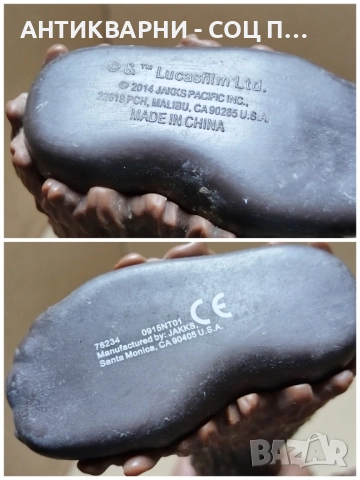 АНТИКВАРНИ - СОЦ П...
© & ™ Lucasfilm Ltd.
© 2014 JAKKS PACIFIC INC.,
22619 PCH, MALIBU, CA 90265 U.S.A.
MADE IN CHINA
78234 0915NT01
Manufactured by: JAKKS,
Santa Monica, CA 90405 U.S.A.
CE
BAZAR